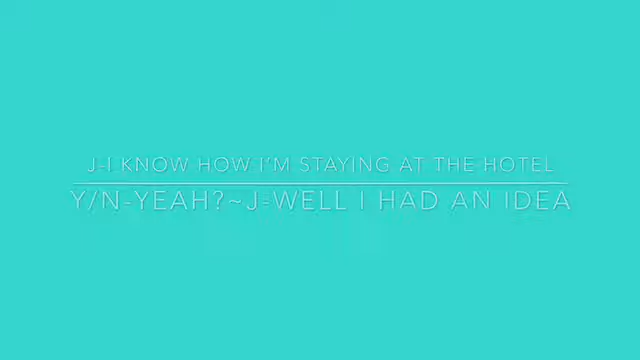 J-I KNOW HOW I'M STAYING AT THE HOTEL
Y/N-YEAH?~J=WELL I HAD AN IDEA